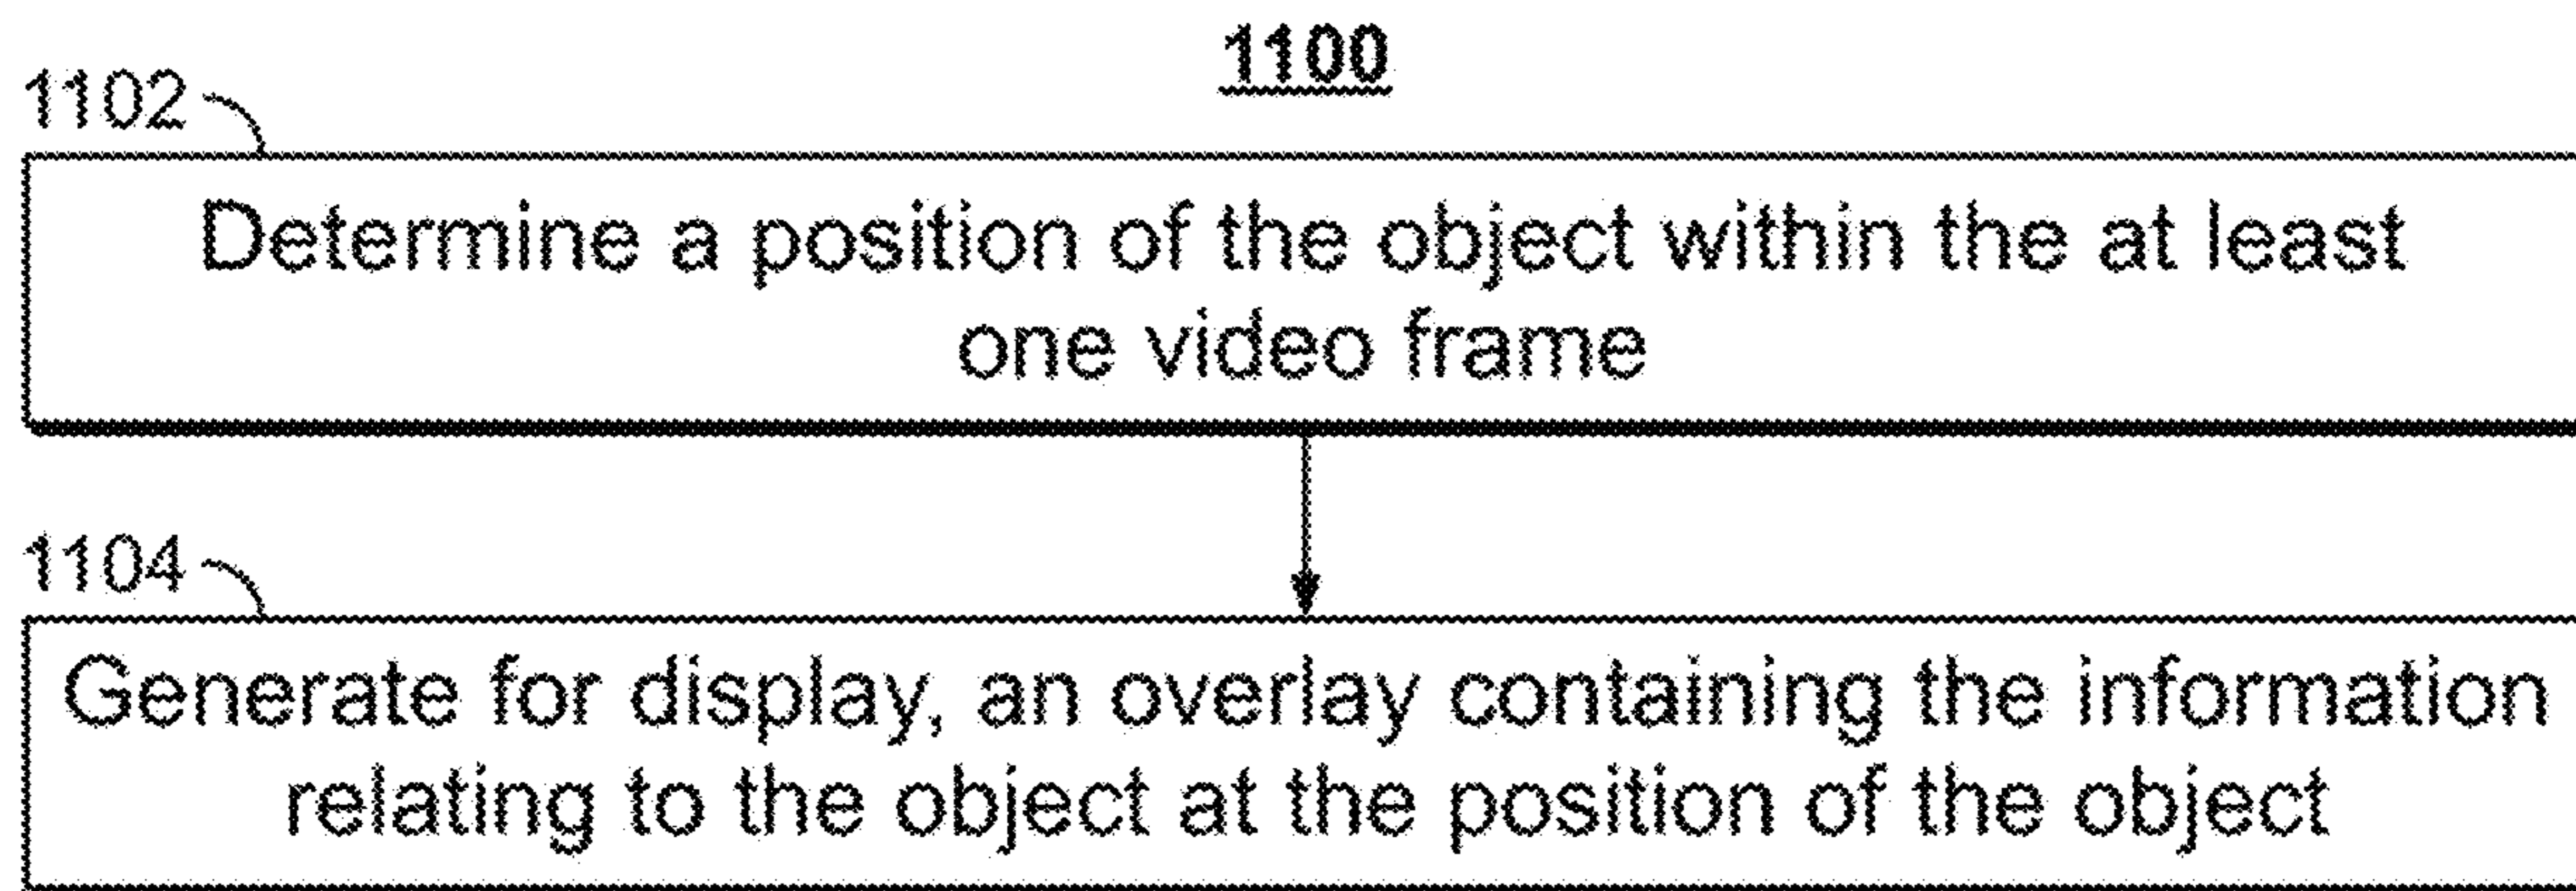 1100
1102
Determine a position of the object within the at least
one video frame
1104
Generate for display, an overlay containing the information
relating to the object at the position of the object